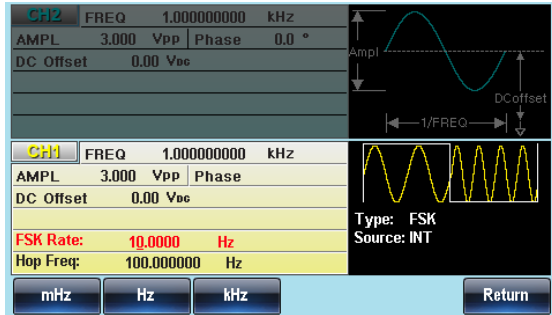 CH2 FREQ 1.000000000 kHz
AMPL 3.000 Vpp Phase 0.0 °
DC Offset 0.00 VDC
Ampl
DCoffset
1/FREQ
CH1 FREQ 1.000000000 kHz
AMPL 3.000 Vpp Phase
DC Offset 0.00 VDC
FSK Rate: 10.0000 Hz
Hop Freq: 100.000000 Hz
Type: FSK
Source: INT
mHz Hz kHz Return